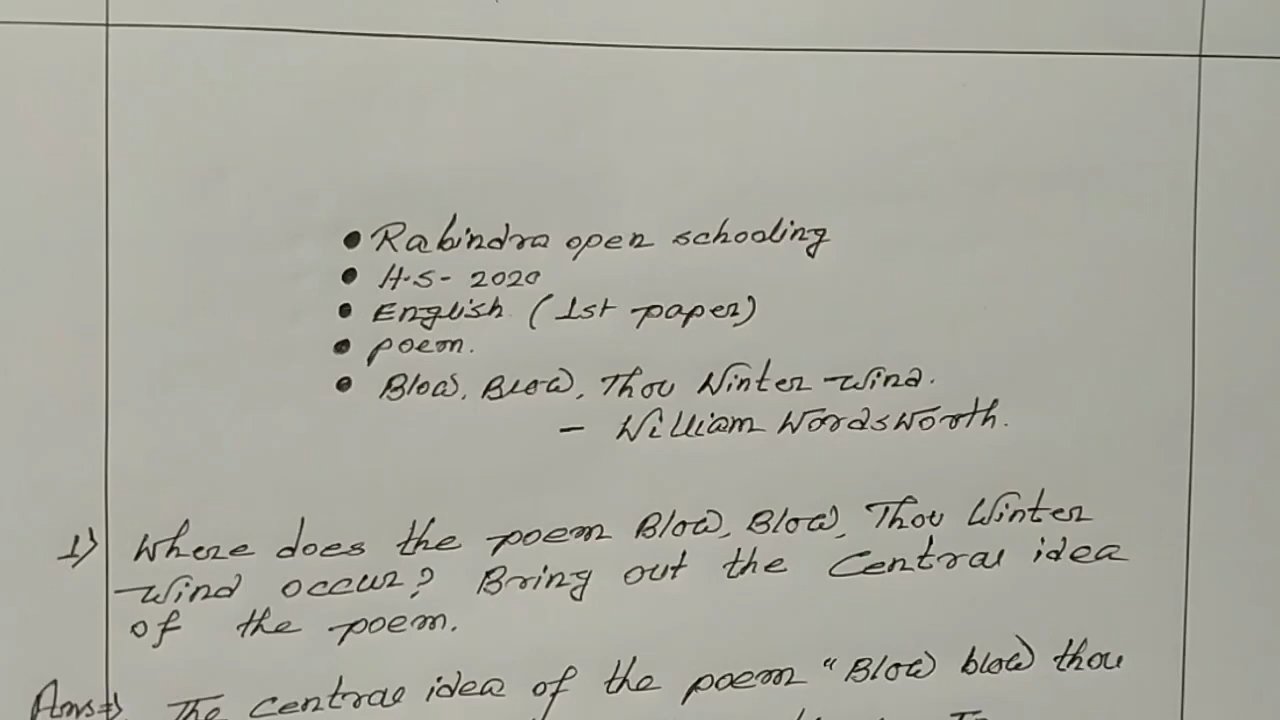 • Rabindra open schooling
• H.S- 2020
• English (1st paper)
• poem.
• Blow, Blow, Thou Winter Wind.
- William Wordsworth.
1) Where does the poem Blow, Blow, Thou Winter
Wind occur? Bring out the Central idea
of the poem.
Ans⇒ The central idea of the poem "Blow blow thou